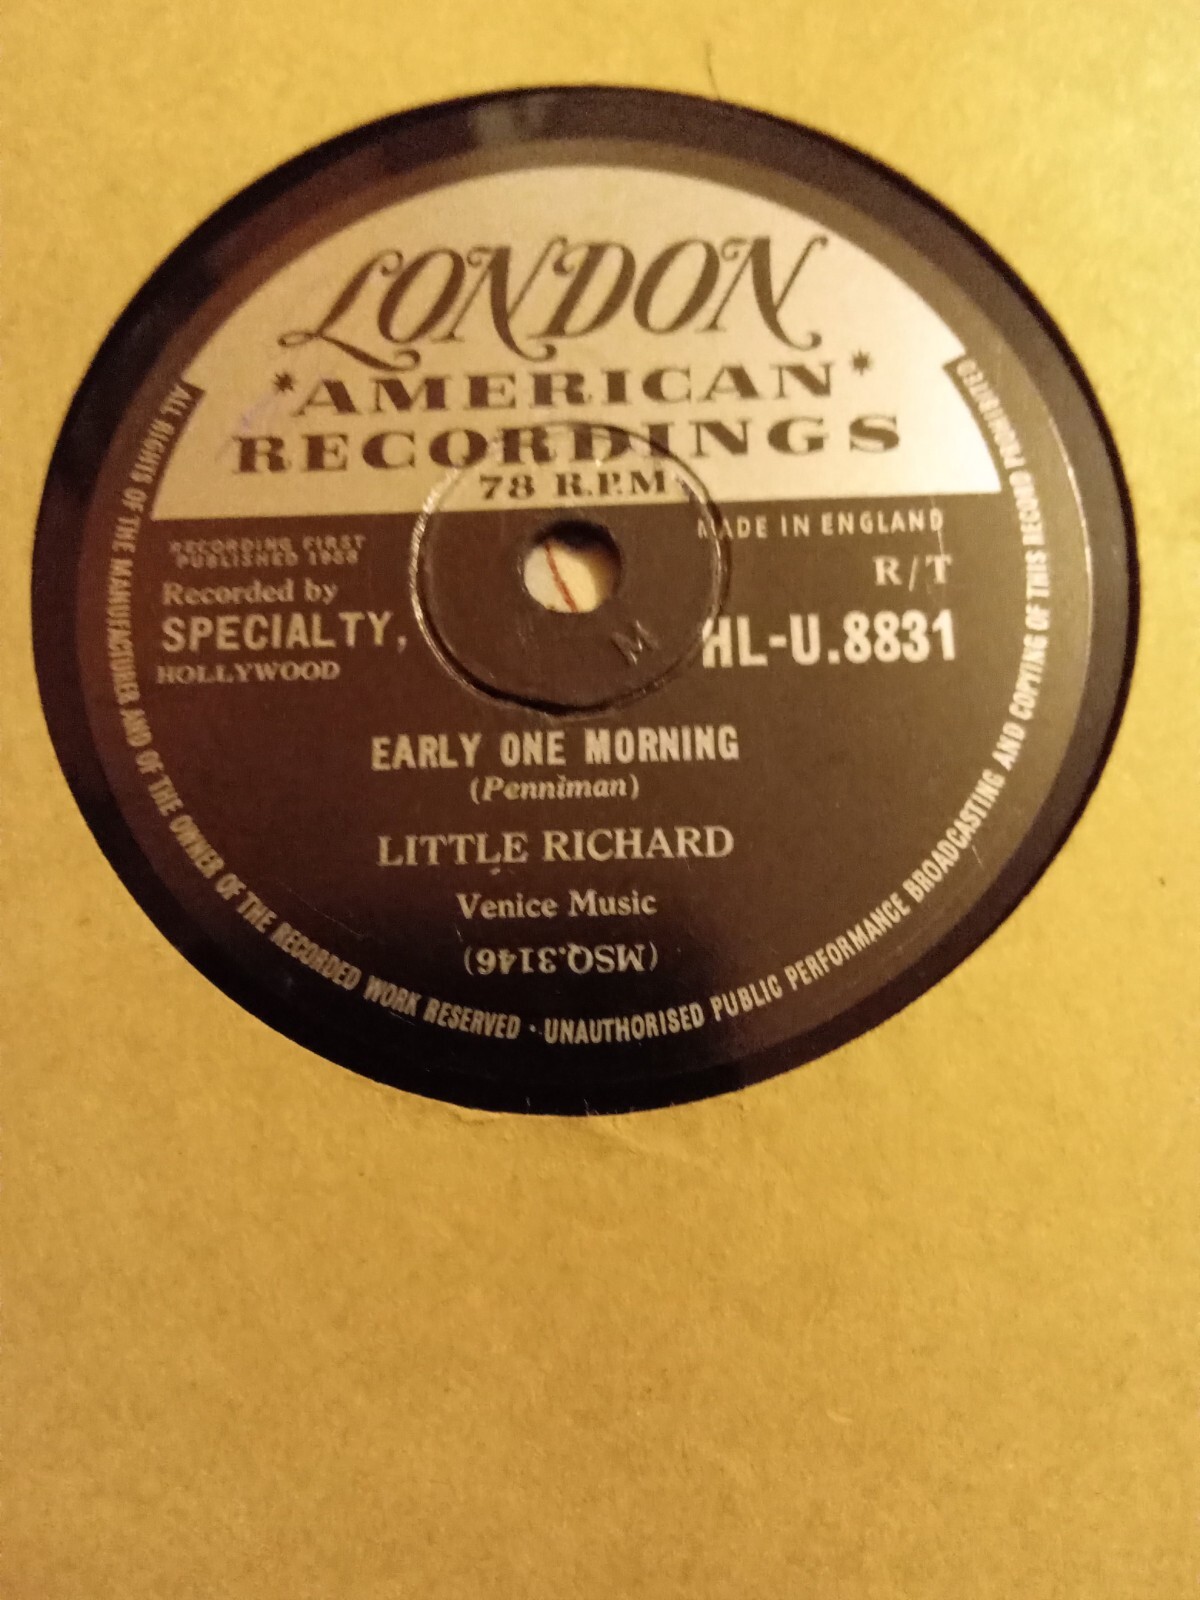 LONDON
*AMERICAN*
RECORDINGS
78 R.P.M
MADE IN ENGLAND
RECORDING FIRST
PUBLISHED 1958
R/T
Recorded by
SPECIALTY,
HL-U.8831
HOLLYWOOD
M
EARLY ONE MORNING
(Penniman)
LITTLE RICHARD
Venice Music
(MSQ.3146)
ALL RIGHTS OF THE MANUFACTURER AND OF THE OWNER OF THE RECORDED WORK RESERVED · UNAUTHORISED PUBLIC PERFORMANCE BROADCASTING AND COPYING OF THIS RECORD PROHIBITED